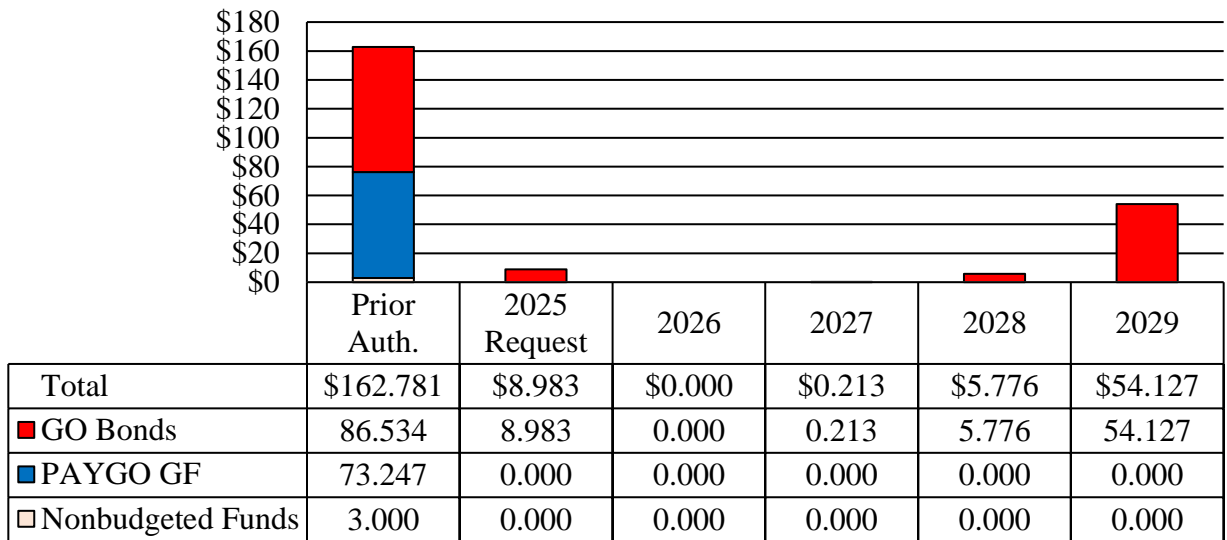 $180
$160
$140
$120
$100
$80
$60
$40
$20
$0
Prior Auth. 2025 Request 2026 2027 2028 2029
Total $162.781 $8.983 $0.000 $0.213 $5.776 $54.127
GO Bonds 86.534 8.983 0.000 0.213 5.776 54.127
PAYGO GF 73.247 0.000 0.000 0.000 0.000 0.000
Nonbudgeted Funds 3.000 0.000 0.000 0.000 0.000 0.000